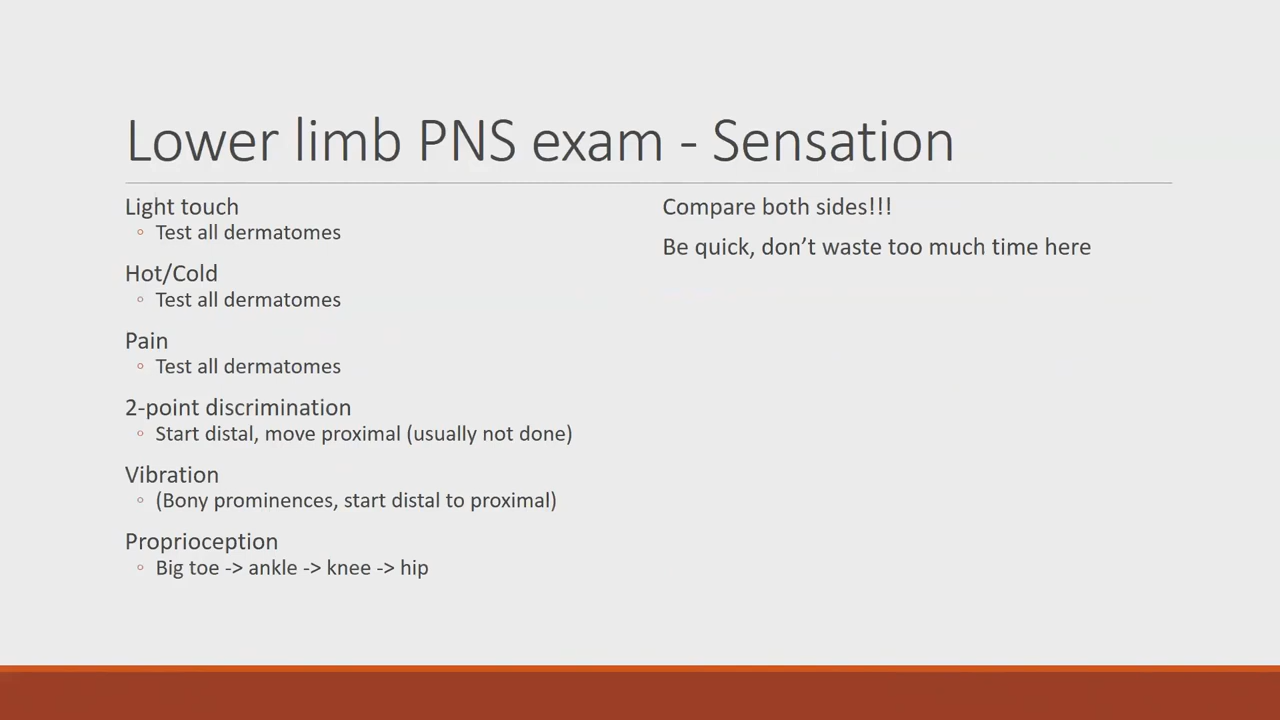 Lower limb PNS exam - Sensation
Light touch
◦ Test all dermatomes
Hot/Cold
◦ Test all dermatomes
Pain
◦ Test all dermatomes
2-point discrimination
◦ Start distal, move proximal (usually not done)
Vibration
◦ (Bony prominences, start distal to proximal)
Proprioception
◦ Big toe -> ankle -> knee -> hip
Compare both sides!!!
Be quick, don’t waste too much time here